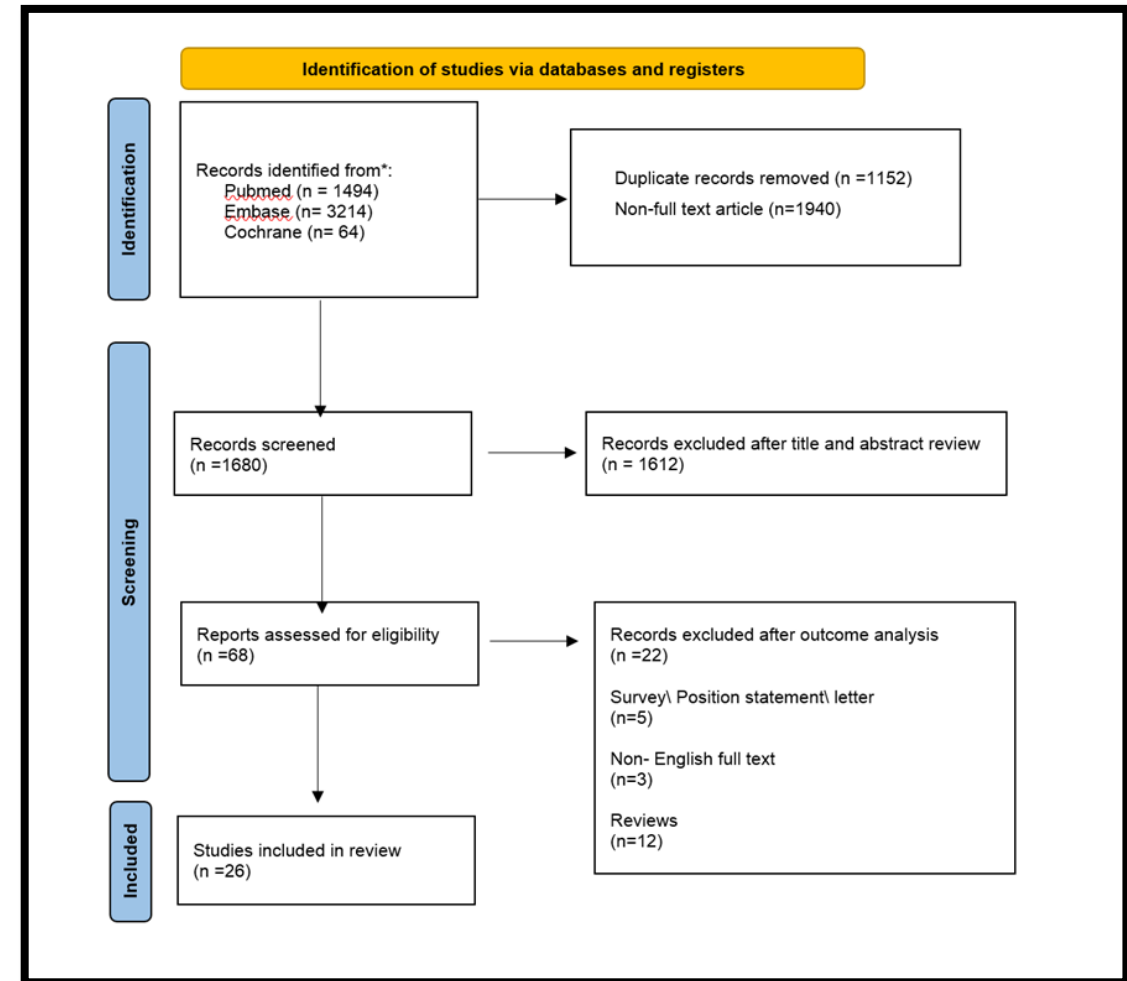 Identification of studies via databases and registers
Identification
Records identified from*:
Pubmed (n = 1494)
Embase (n= 3214)
Cochrane (n= 64)
Duplicate records removed (n =1152)
Non-full text article (n=1940)
Screening
Records screened
(n =1680)
Records excluded after title and abstract review
(n = 1612)
Reports assessed for eligibility
(n =68)
Records excluded after outcome analysis
(n =22)
Survey\ Position statement\ letter
(n=5)
Non- English full text
(n=3)
Reviews
(n=12)
Included
Studies included in review
(n =26)